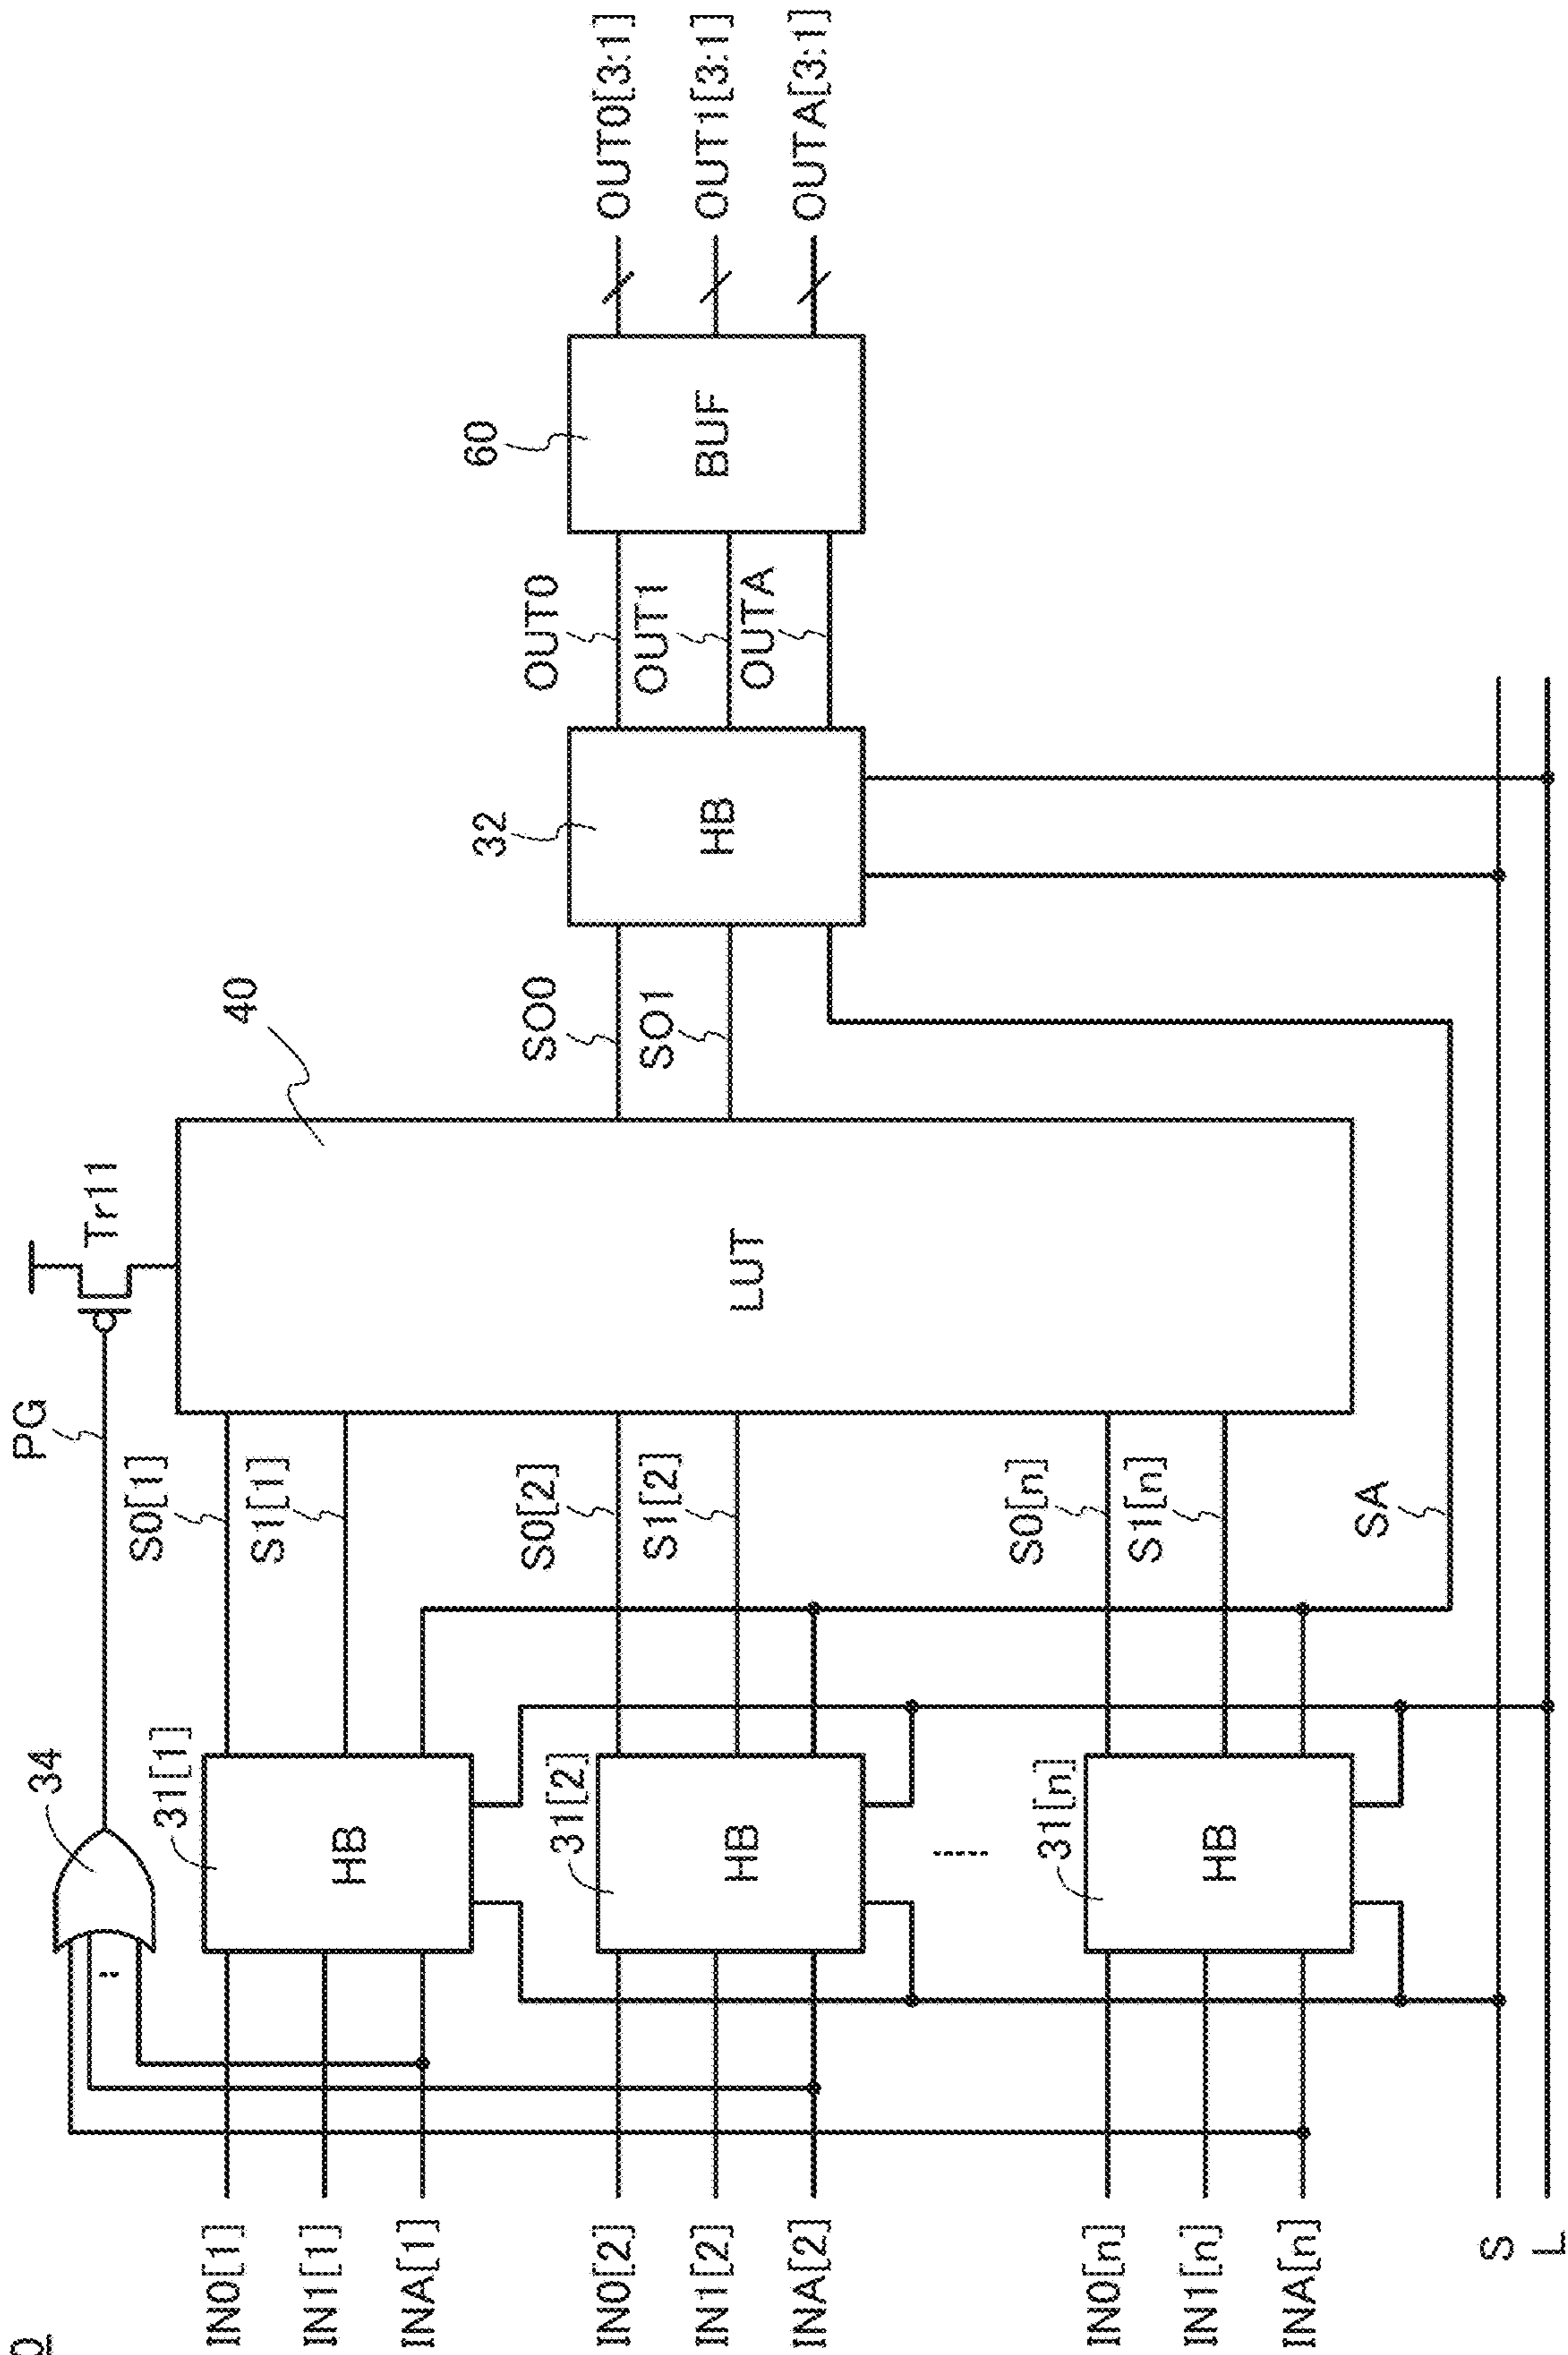 34
PG
Tr11
40
31[1]
IN0[1]
IN1[1]
INA[1]
HB
S0[1]
S1[1]
31[2]
IN0[2]
IN1[2]
INA[2]
HB
S0[2]
S1[2]
LUT
SO0
SO1
32
HB
OUT0
OUT1
OUTA
60
BUF
OUT0[3:1]
OUT1[3:1]
OUTA[3:1]
31[n]
IN0[n]
IN1[n]
INA[n]
HB
S0[n]
S1[n]
SA
S
L